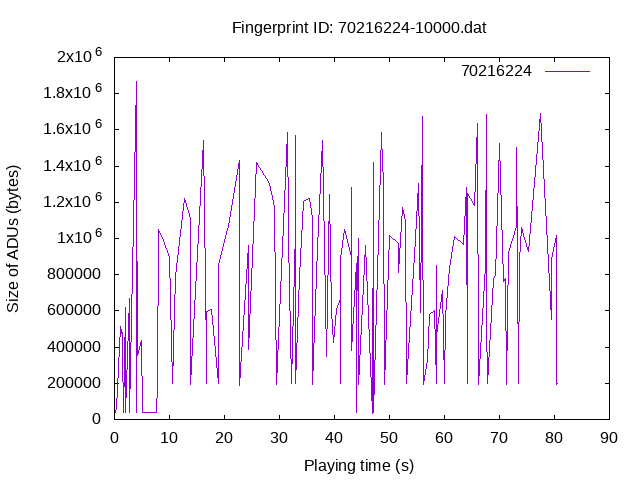 Fingerprint ID: 70216224-10000.dat
2x10^6
1.8x10^6
1.6x10^6
1.4x10^6
1.2x10^6
1x10^6
800000
600000
400000
200000
0
70216224
Size of ADUs (bytes)
0 10 20 30 40 50 60 70 80 90
Playing time (s)